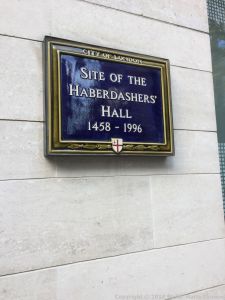 CITY OF LONDON
SITE OF THE
HABERDASHERS'
HALL
1458 - 1996